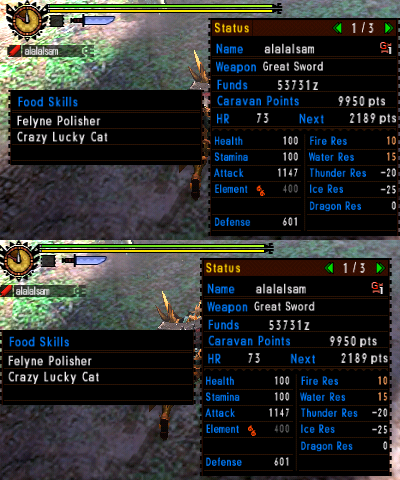 Status 1 / 3
alalalsam
Name alalalsam G 1
Weapon Great Sword
Funds 53731z
Food Skills
Caravan Points 9950 pts
Felyne Polisher
HR 73 Next 2189 pts
Crazy Lucky Cat
Health 100 Fire Res 10
Stamina 100 Water Res 15
Attack 1147 Thunder Res -20
Element 400 Ice Res -25
Dragon Res 0
Defense 601
Status 1 / 3
alalalsam
Name alalalsam G 1
Weapon Great Sword
Funds 53731z
Food Skills
Caravan Points 9950 pts
Felyne Polisher
HR 73 Next 2189 pts
Crazy Lucky Cat
Health 100 Fire Res 10
Stamina 100 Water Res 15
Attack 1147 Thunder Res -20
Element 400 Ice Res -25
Dragon Res 0
Defense 601